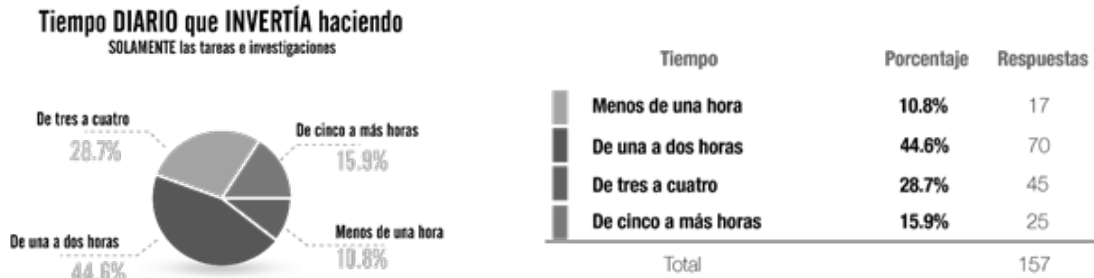 Tiempo DIARIO que INVERTÍA haciendo
SOLAMENTE las tareas e investigaciones
De tres a cuatro
28.7%
De cinco a más horas
15.9%
De una a dos horas
44.6%
Menos de una hora
10.8%
Tiempo Porcentaje Respuestas
Menos de una hora 10.8% 17
De una a dos horas 44.6% 70
De tres a cuatro 28.7% 45
De cinco a más horas 15.9% 25
Total 157